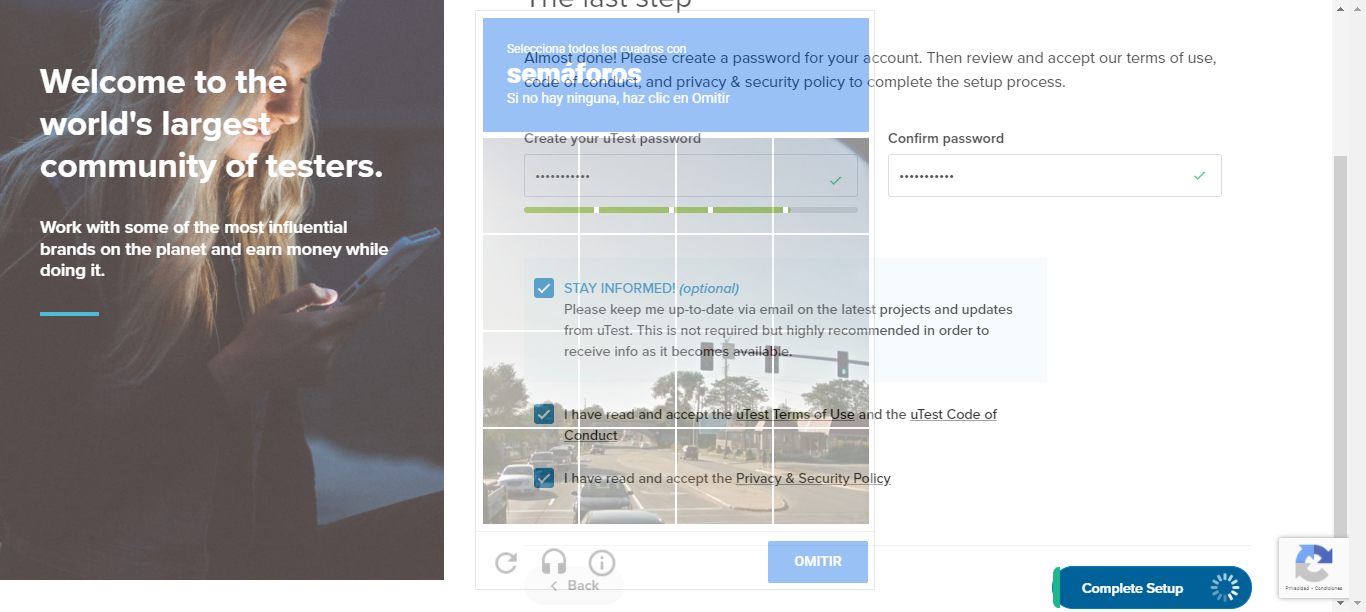 Welcome to the
world's largest
community of testers.
Work with some of the most influential
brands on the planet and earn money while
doing it.
The last step
Almost done! Please create a password for your account. Then review and accept our terms of use,
code of conduct, and privacy & security policy to complete the setup process.
Selecciona todos los cuadros con
semáforos
Si no hay ninguna, haz clic en Omitir
Create your uTest password
Confirm password
STAY INFORMED! (optional)
Please keep me up-to-date via email on the latest projects and updates
from uTest. This is not required but highly recommended in order to
receive info as it becomes available.
I have read and accept the uTest Terms of Use and the uTest Code of
Conduct
I have read and accept the Privacy & Security Policy
OMITIR
Back
Complete Setup
Privacidad - Condiciones